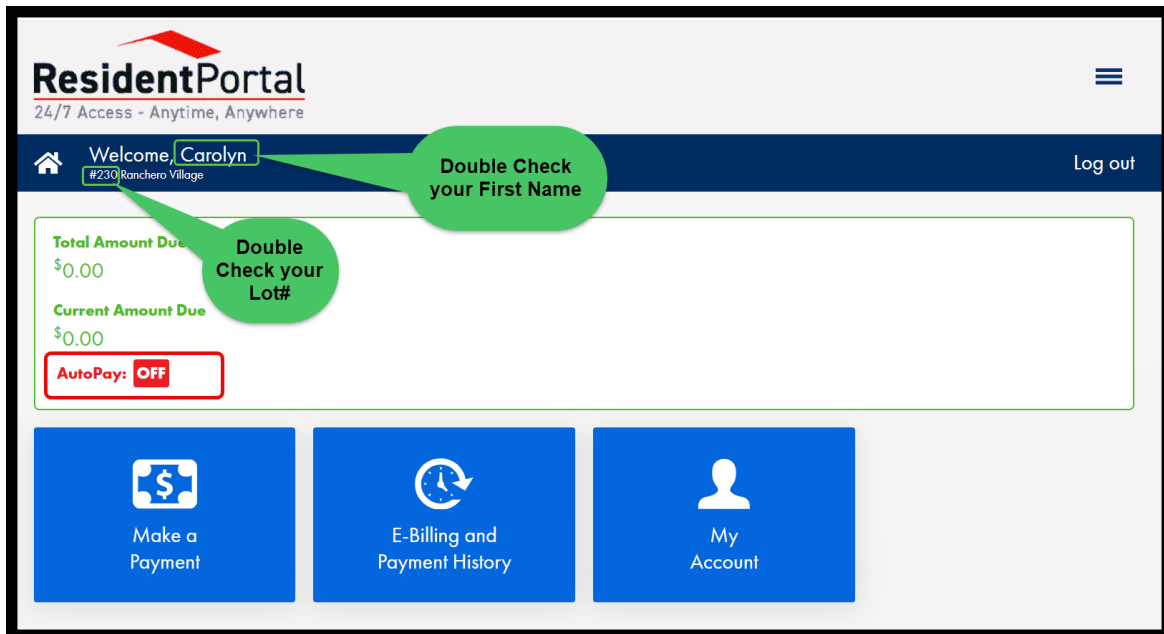 ResidentPortal
24/7 Access - Anytime, Anywhere
Welcome, Carolyn
#230 Ranchero Village
Log out
Double Check
your First Name
Double
Check your
Lot#
Total Amount Due
$0.00
Current Amount Due
$0.00
AutoPay: OFF
Make a
Payment
E-Billing and
Payment History
My
Account